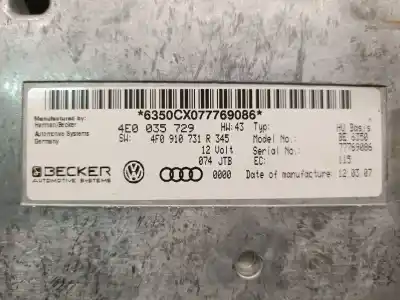 *6350CX077769086*
Manufactured by:
Harman/Becker
Automotive Systems
Germany
4E0 035 729 HW: 43 Typ: HU Basis
SW: 4F0 910 731 R 345 Model No.: BE 6350
12 Volt Serial No.: 77769086
074 JTB EC: 115
BECKER
AUTOMOTIVE SYSTEMS
0000 Date of manufacture: 12.03.07